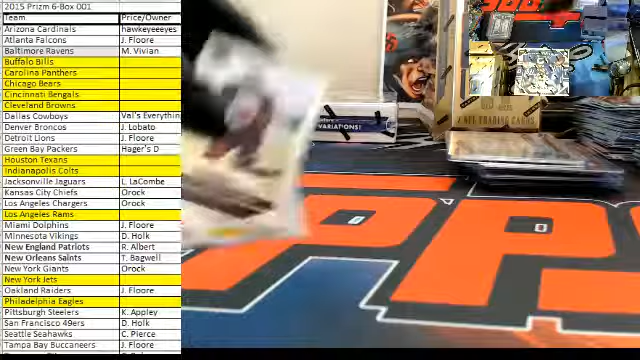 2015 Prizm 6-Box 001
Team Price/Owner
Arizona Cardinals hawkeyeeeyes
Atlanta Falcons J. Floore
Baltimore Ravens M. Vivian
Buffalo Bills
Carolina Panthers
Chicago Bears
Cincinnati Bengals
Cleveland Browns
Dallas Cowboys Val's Everythin
Denver Broncos J. Lobato
Detroit Lions J. Floore
Green Bay Packers Hager's D
Houston Texans
Indianapolis Colts
Jacksonville Jaguars L. LaCombe
Kansas City Chiefs Orock
Los Angeles Chargers Orock
Los Angeles Rams
Miami Dolphins J. Floore
Minnesota Vikings D. Holk
New England Patriots R. Albert
New Orleans Saints T. Bagwell
New York Giants Orock
New York Jets
Oakland Raiders J. Floore
Philadelphia Eagles
Pittsburgh Steelers K. Appley
San Francisco 49ers D. Holk
Seattle Seahawks C. Pierce
Tampa Bay Buccaneers J. Floore
VARIATIONS!
TRADING CARDS
PPS